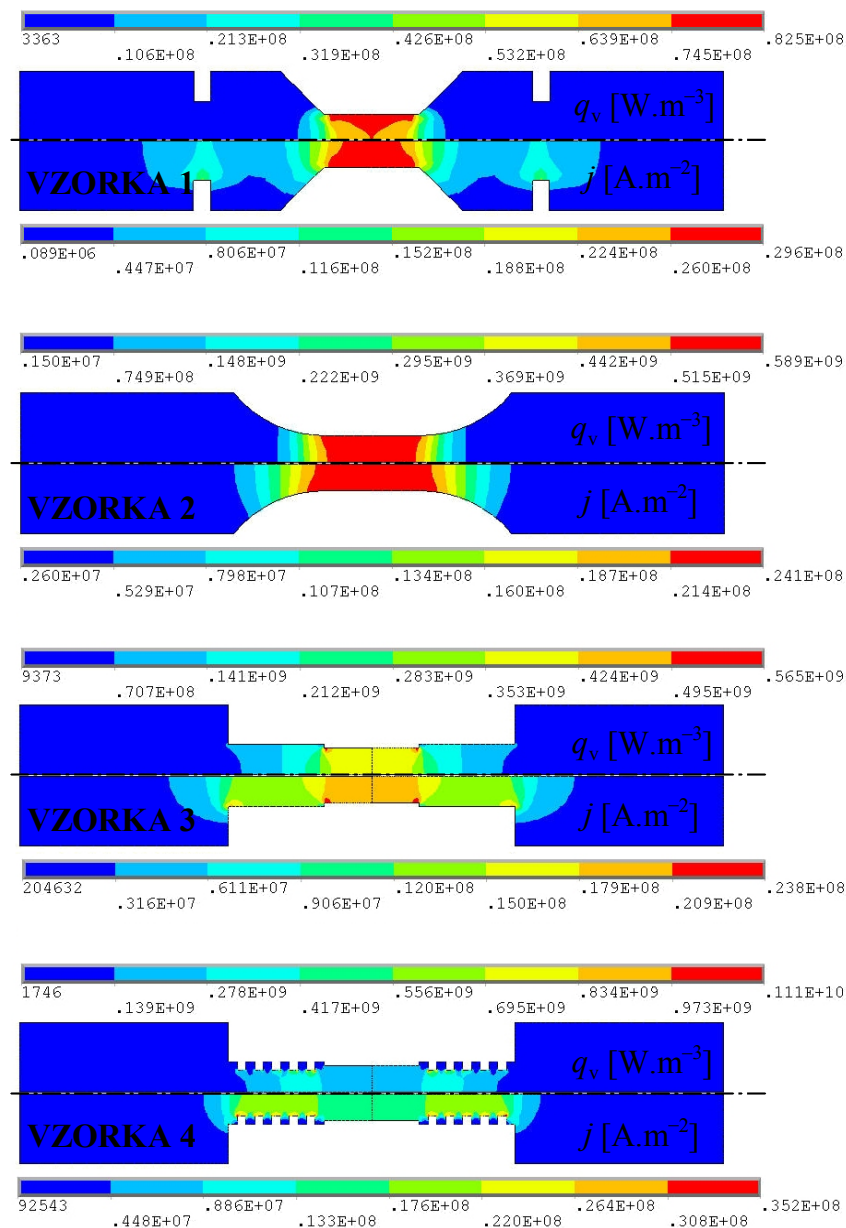 3363 .213E+08 .426E+08 .639E+08 .825E+08
.106E+08 .319E+08 .532E+08 .745E+08
qv [W.m−3]
VZORKA 1 j [A.m−2]
.089E+06 .806E+07 .152E+08 .224E+08 .296E+08
.447E+07 .116E+08 .188E+08 .260E+08
.150E+07 .148E+09 .295E+09 .442E+09 .589E+09
.749E+08 .222E+09 .369E+09 .515E+09
qv [W.m−3]
VZORKA 2 j [A.m−2]
.260E+07 .798E+07 .134E+08 .187E+08 .241E+08
.529E+07 .107E+08 .160E+08 .214E+08
9373 .141E+09 .283E+09 .424E+09 .565E+09
.707E+08 .212E+09 .353E+09 .495E+09
qv [W.m−3]
VZORKA 3 j [A.m−2]
204632 .611E+07 .120E+08 .179E+08 .238E+08
.316E+07 .906E+07 .150E+08 .209E+08
1746 .278E+09 .556E+09 .834E+09 .111E+10
.139E+09 .417E+09 .695E+09 .973E+09
qv [W.m−3]
VZORKA 4 j [A.m−2]
92543 .886E+07 .176E+08 .264E+08 .352E+08
.448E+07 .133E+08 .220E+08 .308E+08